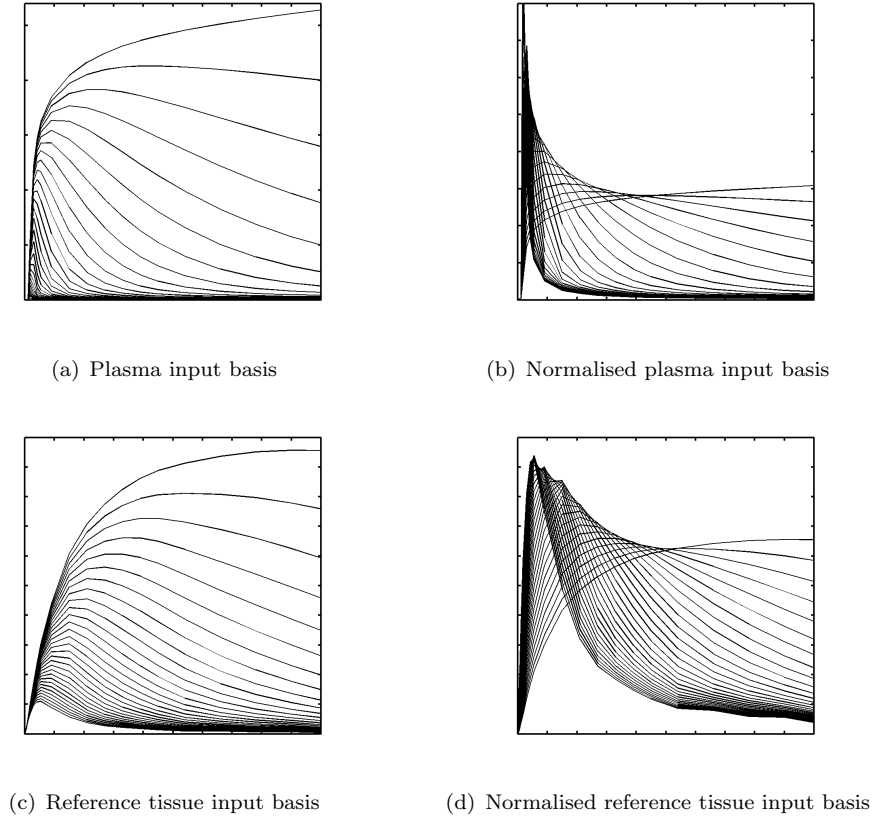 (a) Plasma input basis
(b) Normalised plasma input basis
(c) Reference tissue input basis
(d) Normalised reference tissue input basis